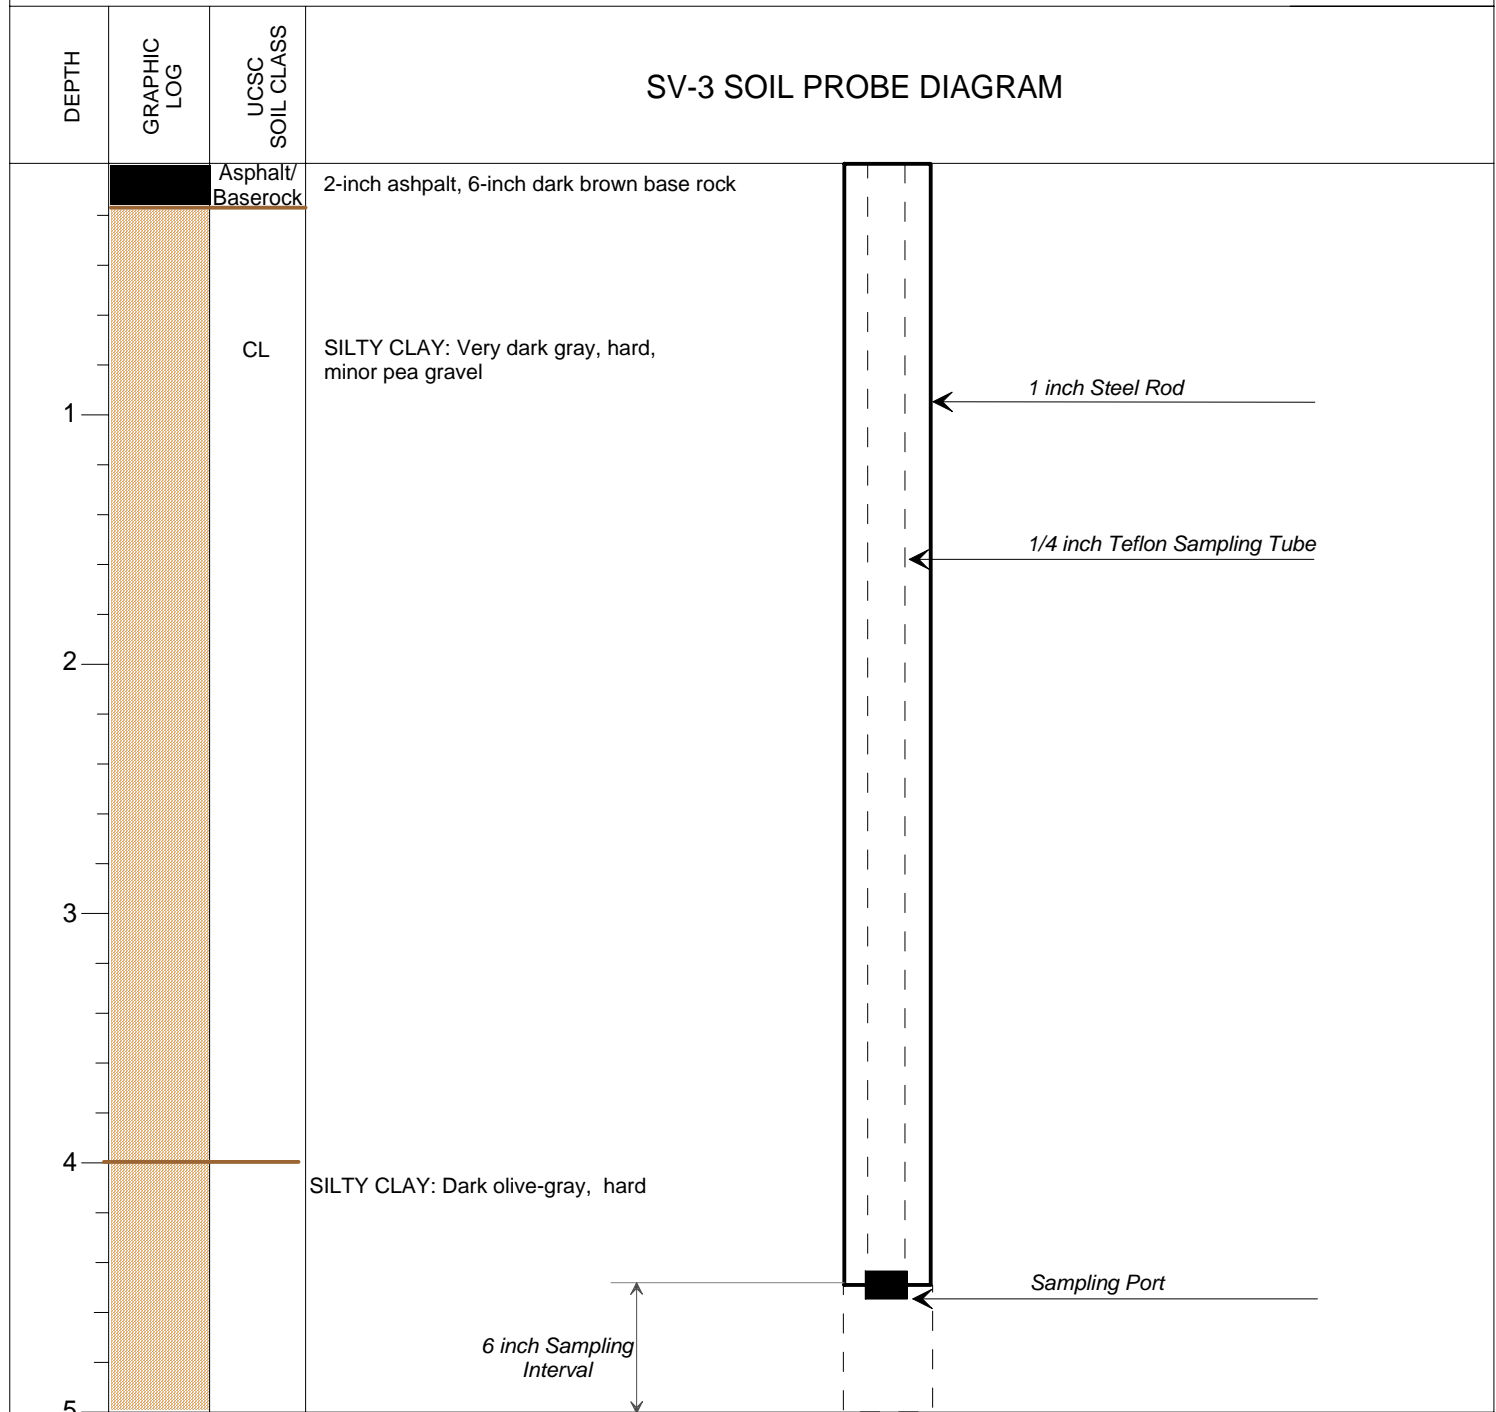 DEPTH
GRAPHIC
LOG
UCSC
SOIL CLASS
SV-3 SOIL PROBE DIAGRAM
Asphalt/
Baserock
2-inch ashpalt, 6-inch dark brown base rock
CL
SILTY CLAY: Very dark gray, hard,
minor pea gravel
1 inch Steel Rod
1
1/4 inch Teflon Sampling Tube
2
3
4
SILTY CLAY: Dark olive-gray, hard
Sampling Port
6 inch Sampling
Interval
5